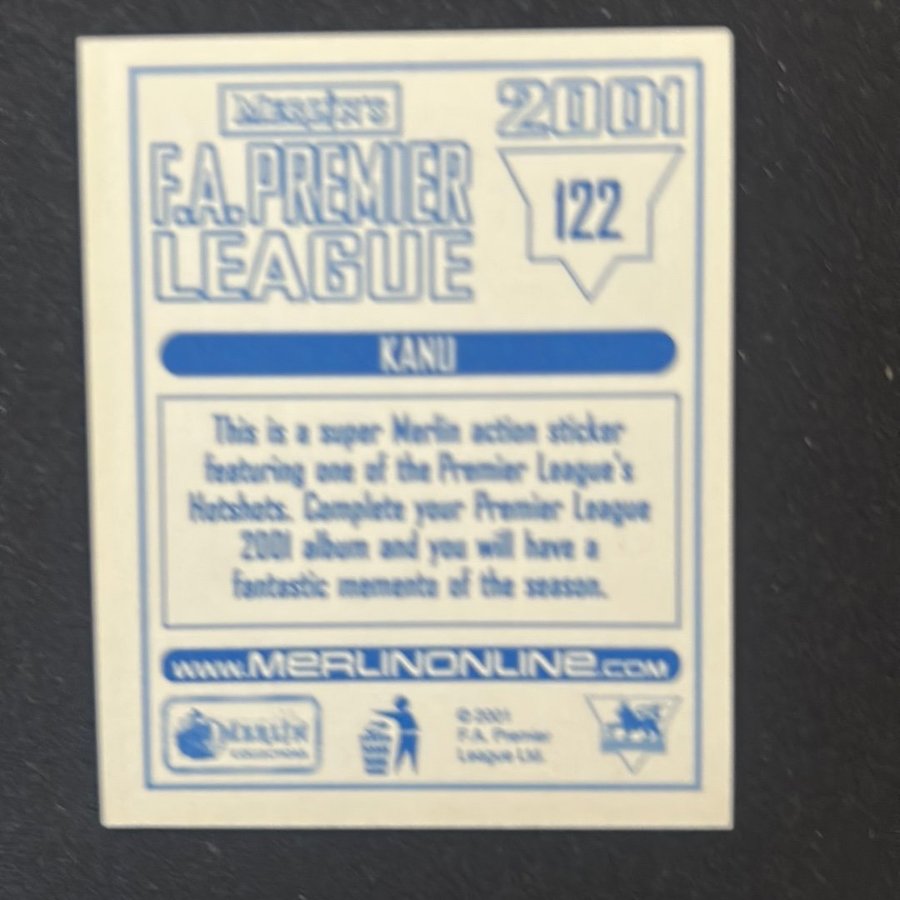 Merlin's
2001
F.A. PREMIER
LEAGUE
122
KANU
This is a super Merlin action sticker
featuring one of the Premier League's
Hotshots. Complete your Premier League
2001 album and you will have a
fantastic memento of the season.
www.MERLINONLINE.COM
MERLIN
COLLECTIONS
© 2001
F.A. Premier
League Ltd.